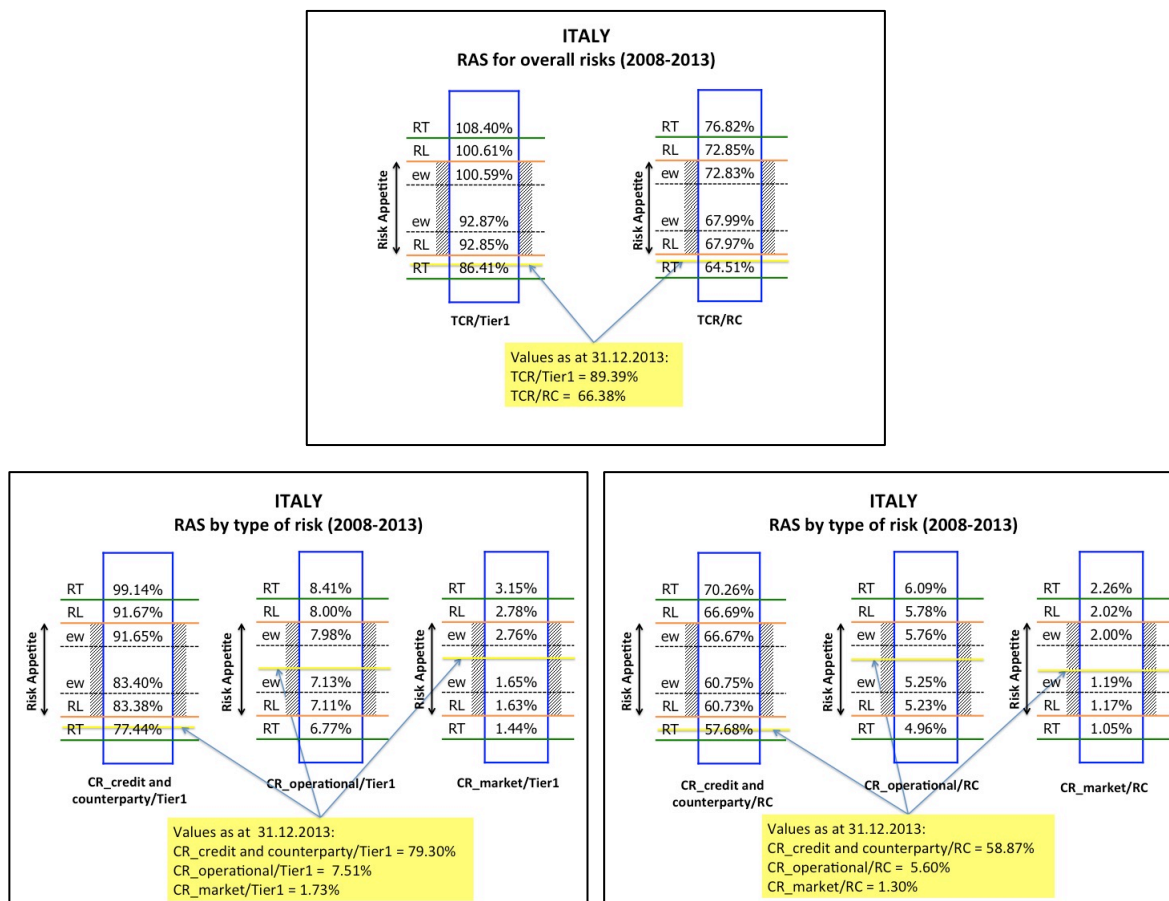 ITALY
RAS for overall risks (2008-2013)
Risk Appetite
RT 108.40%
RL 100.61%
ew 100.59%
ew 92.87%
RL 92.85%
RT 86.41%
TCR/Tier1
Risk Appetite
RT 76.82%
RL 72.85%
ew 72.83%
ew 67.99%
RL 67.97%
RT 64.51%
TCR/RC
Values as at 31.12.2013:
TCR/Tier1 = 89.39%
TCR/RC = 66.38%
ITALY
RAS by type of risk (2008-2013)
Risk Appetite
RT 99.14%
RL 91.67%
ew 91.65%
ew 83.40%
RL 83.38%
RT 77.44%
CR_credit and
counterparty/Tier1
Risk Appetite
RT 8.41%
RL 8.00%
ew 7.98%
ew 7.13%
RL 7.11%
RT 6.77%
CR_operational/Tier1
Risk Appetite
RT 3.15%
RL 2.78%
ew 2.76%
ew 1.65%
RL 1.63%
RT 1.44%
CR_market/Tier1
Values as at 31.12.2013:
CR_credit and counterparty/Tier1 = 79.30%
CR_operational/Tier1 = 7.51%
CR_market/Tier1 = 1.73%
ITALY
RAS by type of risk (2008-2013)
Risk Appetite
RT 70.26%
RL 66.69%
ew 66.67%
ew 60.75%
RL 60.73%
RT 57.68%
CR_credit and
counterparty/RC
Risk Appetite
RT 6.09%
RL 5.78%
ew 5.76%
ew 5.25%
RL 5.23%
RT 4.96%
CR_operational/RC
Risk Appetite
RT 2.26%
RL 2.02%
ew 2.00%
ew 1.19%
RL 1.17%
RT 1.05%
CR_market/RC
Values as at 31.12.2013:
CR_credit and counterparty/RC = 58.87%
CR_operational/RC = 5.60%
CR_market/RC = 1.30%